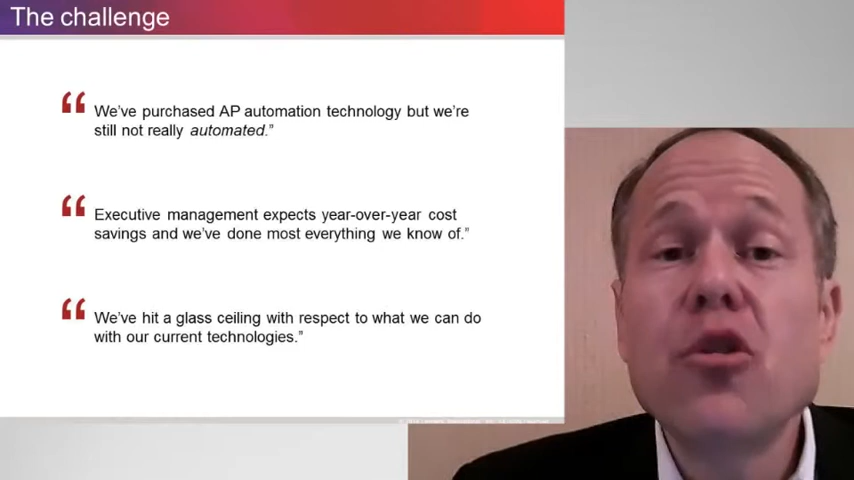 The challenge
“ We’ve purchased AP automation technology but we’re
still not really automated.”
“ Executive management expects year-over-year cost
savings and we’ve done most everything we know of.”
“ We’ve hit a glass ceiling with respect to what we can do
with our current technologies.”